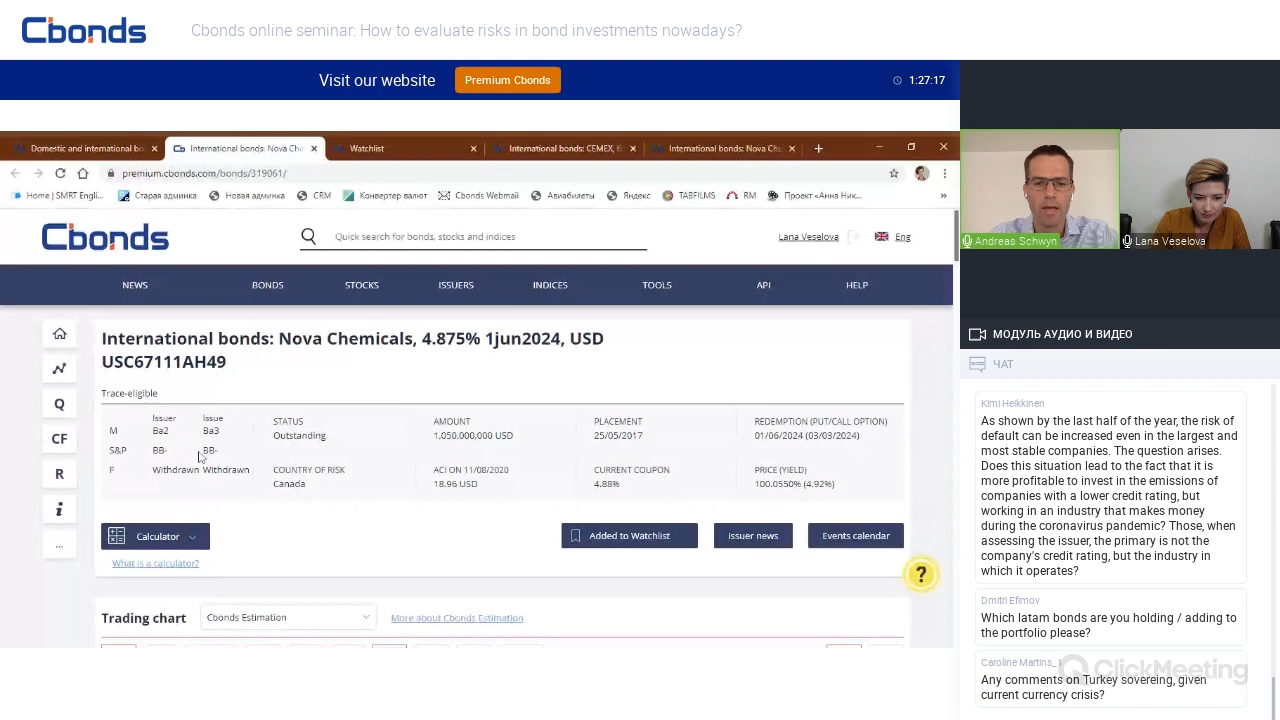 Cbonds
Cbonds online seminar: How to evaluate risks in bond investments nowadays?
Visit our website
Premium Cbonds
1:27:17
Domestic and international b
International bonds: Nova Che
Watchlist
International bonds: CEMEX, 6
International bonds: Nova Ch
premium.cbonds.com/bonds/319061/
Home | SMRT Engli...
Старая админка
Новая админка
CRM
Конвертер валют
Cbonds Webmail
Авиабилеты
Яндекс
TABFILMS
RM
Проект «Анна Ник...
»
Cbonds
Quick search for bonds, stocks and indices
Lana Veselova
Eng
NEWS
BONDS
STOCKS
ISSUERS
INDICES
TOOLS
API
HELP
Q
CF
R
i
...
International bonds: Nova Chemicals, 4.875% 1jun2024, USD
USC67111AH49
Trace-eligible
Issuer Issue
M Ba2 Ba3
S&P BB- BB-
F Withdrawn Withdrawn
STATUS
Outstanding
COUNTRY OF RISK
Canada
AMOUNT
1,050,000,000 USD
ACI ON 11/08/2020
18.96 USD
PLACEMENT
25/05/2017
CURRENT COUPON
4.88%
REDEMPTION (PUT/CALL OPTION)
01/06/2024 (03/03/2024)
PRICE (YIELD)
100.0550% (4.92%)
Calculator
What is a calculator?
Added to Watchlist
Issuer news
Events calendar
?
Trading chart
Cbonds Estimation
More about Cbonds Estimation
Andreas Schwyn
Lana Veselova
МОДУЛЬ АУДИО И ВИДЕО
ЧАТ
Kimi Heikkinen
As shown by the last half of the year, the risk of
default can be increased even in the largest and
most stable companies. The question arises.
Does this situation lead to the fact that it is
more profitable to invest in the emissions of
companies with a lower credit rating, but
working in an industry that makes money
during the coronavirus pandemic? Those, when
assessing the issuer, the primary is not the
company's credit rating, but the industry in
which it operates?
Dmitri Efimov
Which latam bonds are you holding / adding to
the portfolio please?
Caroline Martins_
Any comments on Turkey sovereing, given
current currency crisis?
ClickMeeting